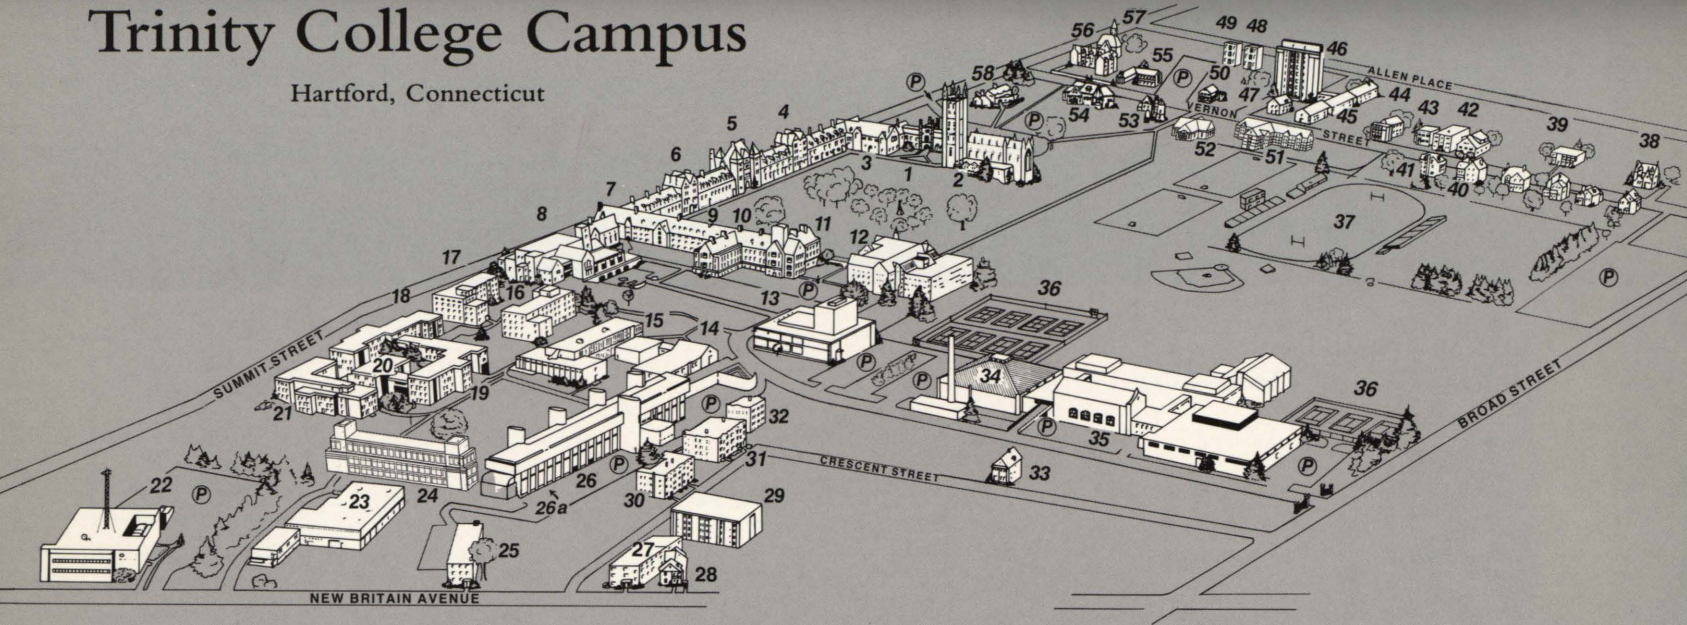 Trinity College Campus
Hartford, Connecticut
57
56
49 48
46
55
58
P
P
50
47
ALLEN PLACE
44
43
42
45
54
53
P
VERNON
STREET
39
38
52
51
41
40
4
5
3
1
2
6
7
8
9
10
11
12
37
P
17
18
16
13
P
36
15
14
SUMMIT STREET
20
19
21
P
P
34
36
BROAD STREET
32
P
35
P
31
CRESCENT STREET
33
P
22
P
23
24
26
26a
P
30
29
25
27
28
NEW BRITAIN AVENUE